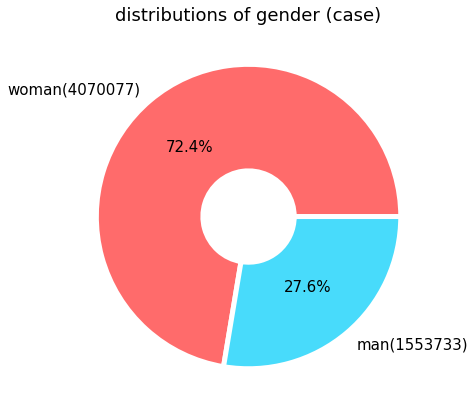 distributions of gender (case)
woman(4070077)
72.4%
27.6%
man(1553733)